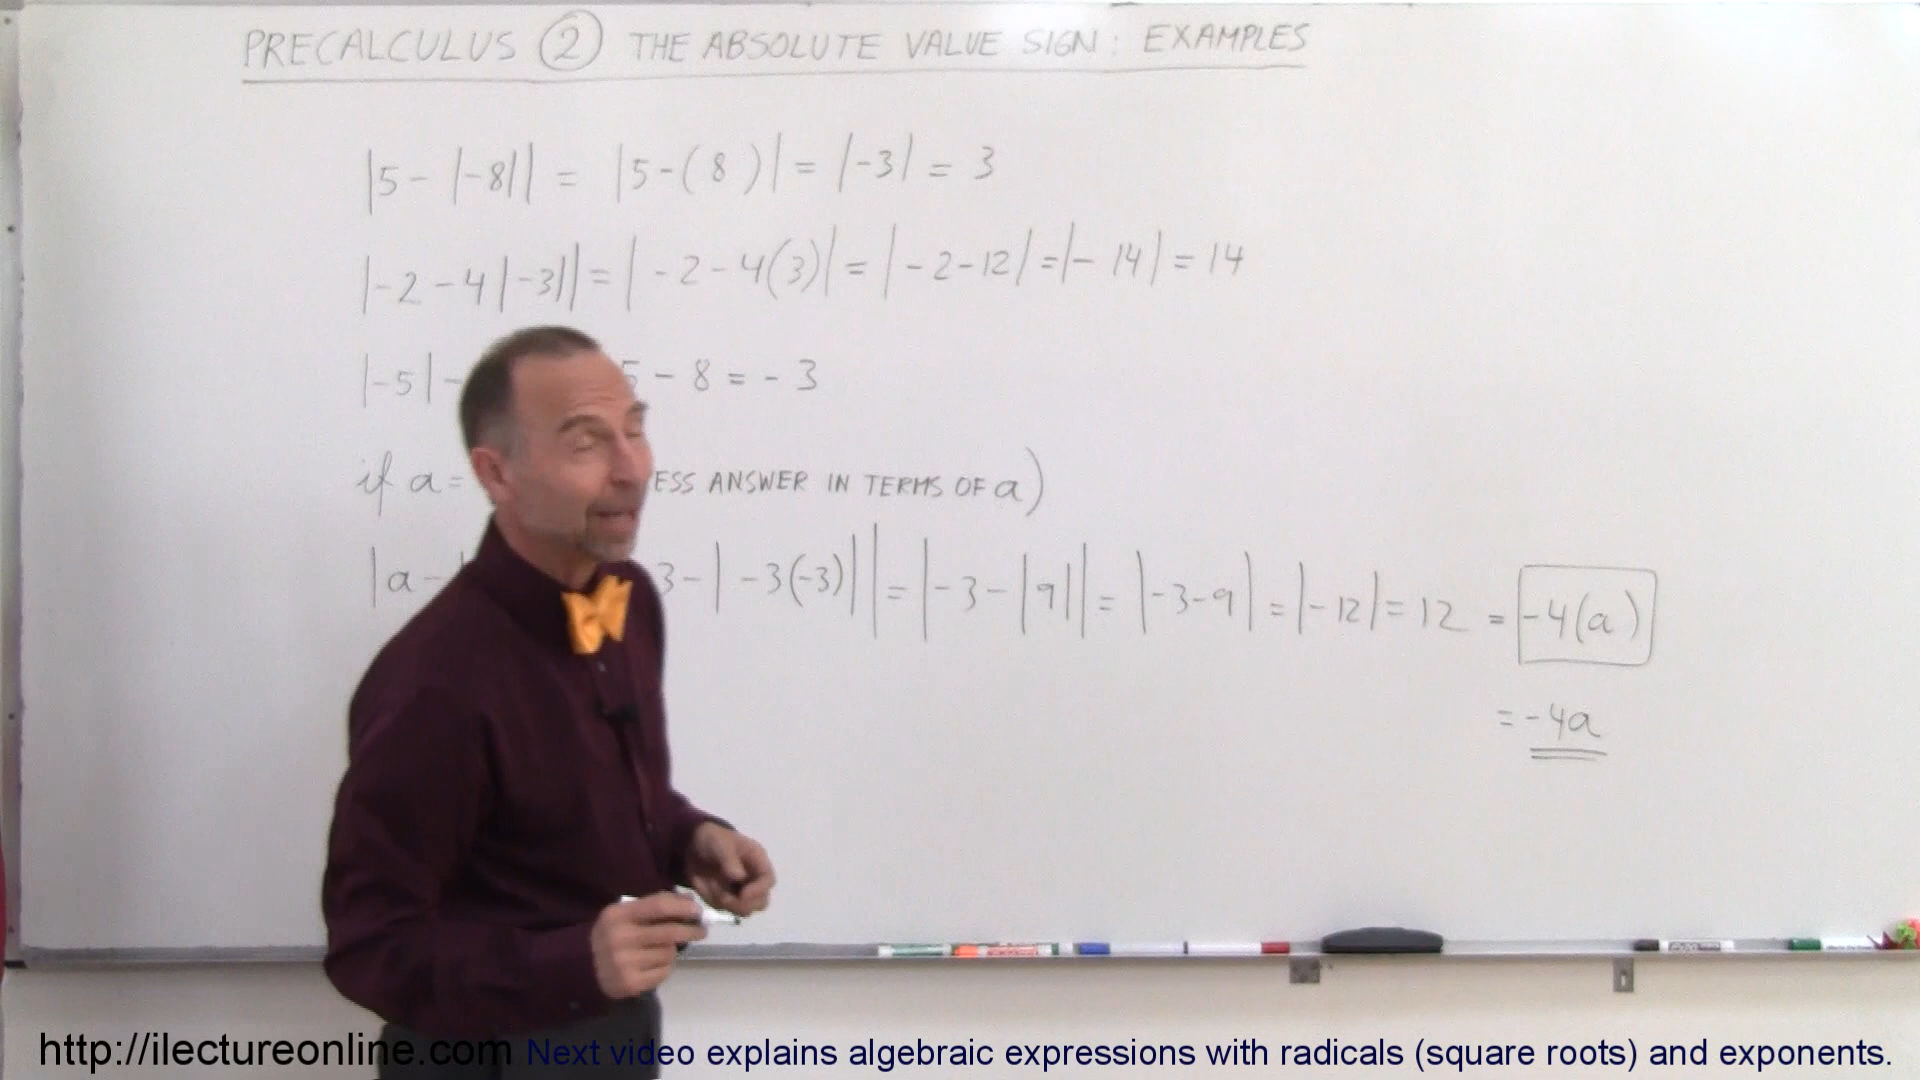 PRECALCULUS ② THE ABSOLUTE VALUE SIGN: EXAMPLES
|5-|-8|| = |5-(8)| = |-3| = 3
|-2-4|-3|| = |-2-4(3)| = |-2-12| = |-14| = 14
|-5| - 5 - 8 = -3
if a = ESS ANSWER IN TERMS OF a)
|a - 3-|-3(-3)|| = |-3-|9|| = |-3-9| = |-12| = 12 = -4(a)
= -4a
http://ilectureonline.com Next video explains algebraic expressions with radicals (square roots) and exponents.